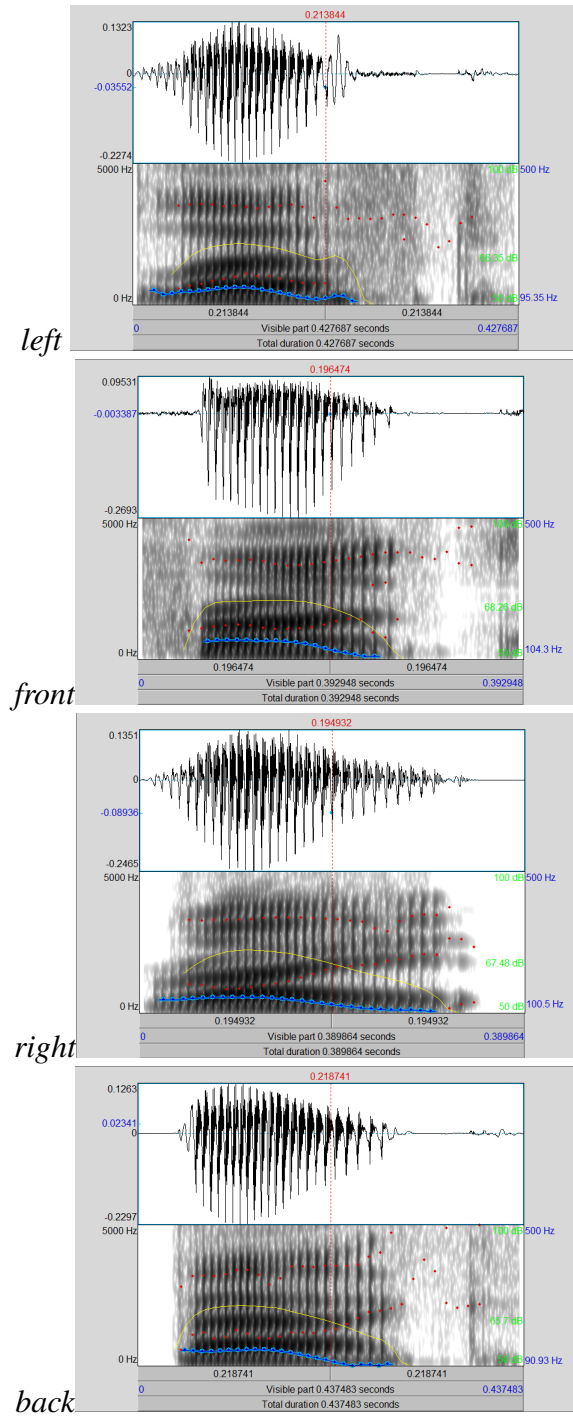 0.213844
0.1323
0
-0.03552
-0.2274
5000 Hz 100 dB 500 Hz
66.35 dB
0 Hz 95.35 Hz
0.213844 0.213844
0 Visible part 0.427687 seconds 0.427687
Total duration 0.427687 seconds
left
0.196474
0.09531
-0.003387
-0.2693
5000 Hz 500 Hz
68.26 dB
0 Hz 104.3 Hz
0.196474 0.196474
0 Visible part 0.392948 seconds 0.392948
Total duration 0.392948 seconds
front
0.194932
0.1351
0
-0.08936
-0.2465
5000 Hz 100 dB 500 Hz
67.48 dB
0 Hz 50 dB 100.5 Hz
0.194932 0.194932
0 Visible part 0.389864 seconds 0.389864
Total duration 0.389864 seconds
right
0.218741
0.1263
0.02341
0
-0.2297
5000 Hz 100 dB 500 Hz
65.7 dB
0 Hz 90.93 Hz
0.218741 0.218741
0 Visible part 0.437483 seconds 0.437483
Total duration 0.437483 seconds
back